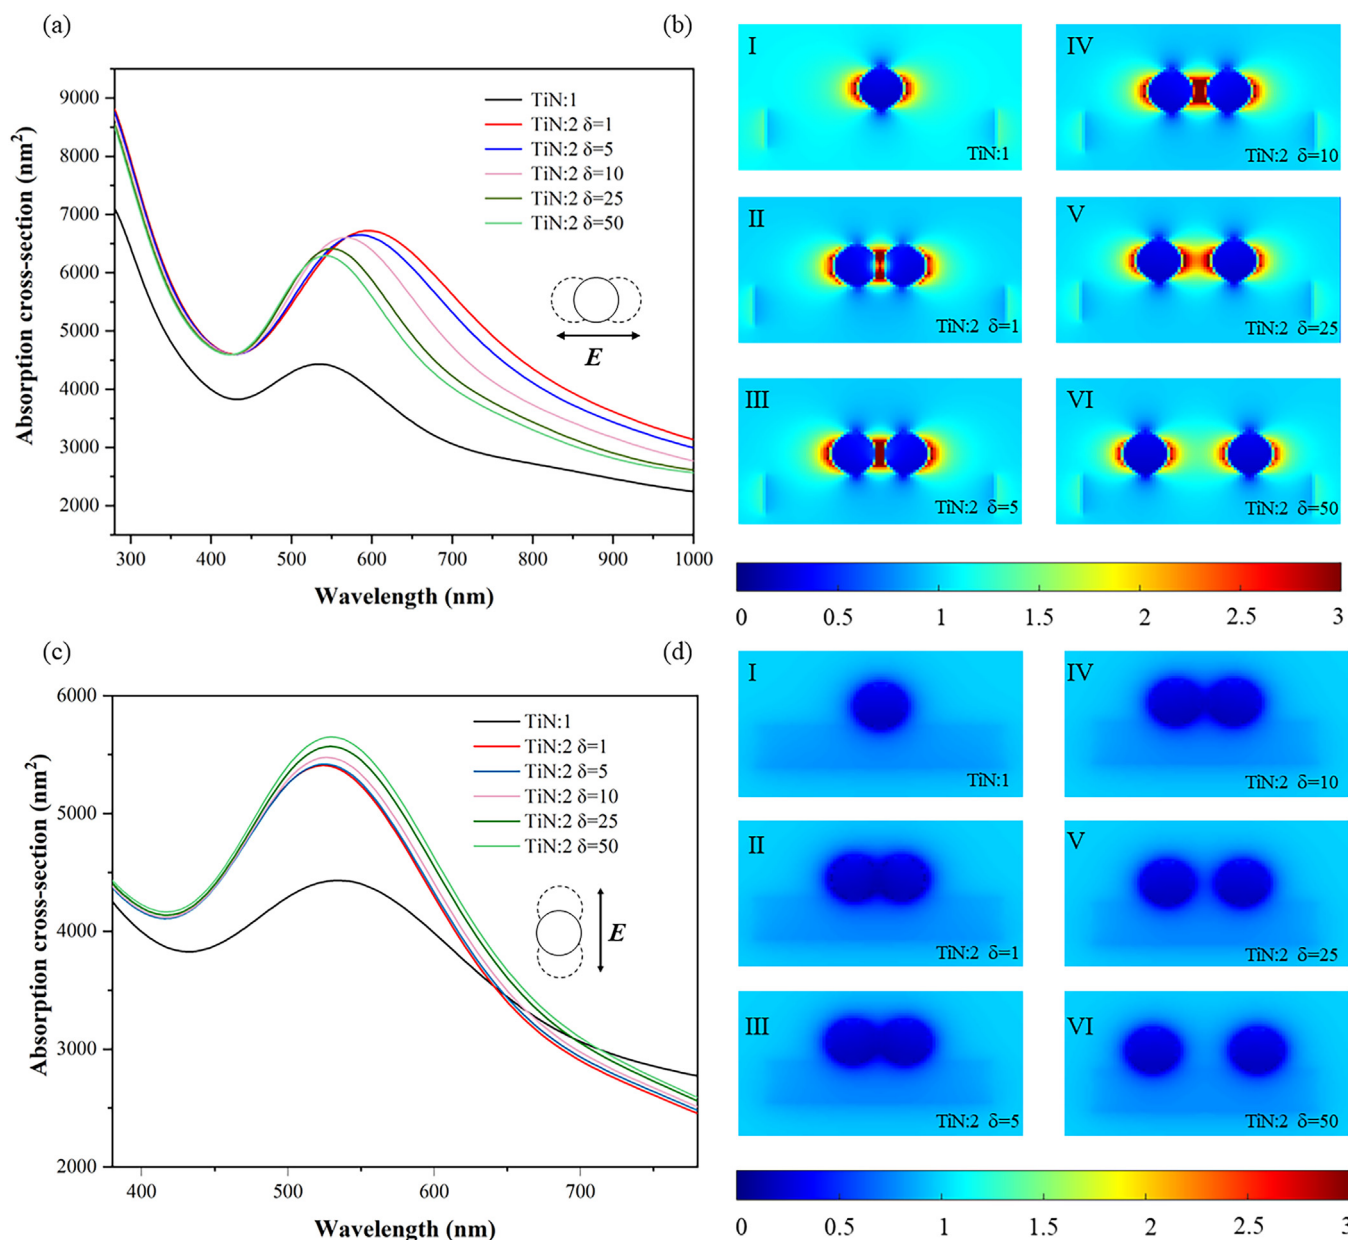 (a)
Absorption cross-section (nm²)
9000
8000
7000
6000
5000
4000
3000
2000
TiN:1
TiN:2 δ=1
TiN:2 δ=5
TiN:2 δ=10
TiN:2 δ=25
TiN:2 δ=50
E
300 400 500 600 700 800 900 1000
Wavelength (nm)
(b)
I
TiN:1
IV
TiN:2 δ=10
II
TiN:2 δ=1
V
TiN:2 δ=25
III
TiN:2 δ=5
VI
TiN:2 δ=50
0 0.5 1 1.5 2 2.5 3
(c)
Absorption cross-section (nm²)
6000
5000
4000
3000
2000
TiN:1
TiN:2 δ=1
TiN:2 δ=5
TiN:2 δ=10
TiN:2 δ=25
TiN:2 δ=50
E
400 500 600 700
Wavelength (nm)
(d)
I
TiN:1
IV
TiN:2 δ=10
II
TiN:2 δ=1
V
TiN:2 δ=25
III
TiN:2 δ=5
VI
TiN:2 δ=50
0 0.5 1 1.5 2 2.5 3